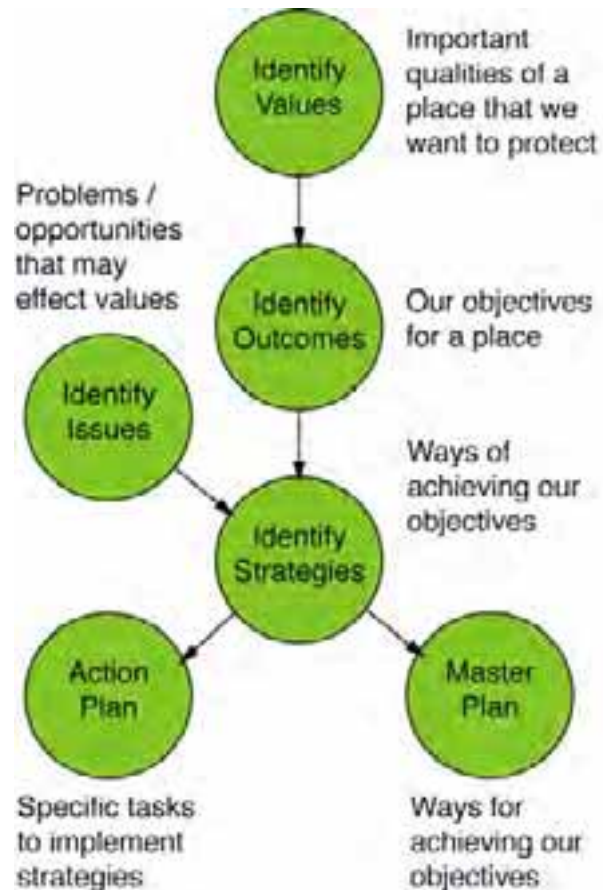 Identify
Values
Important
qualities of a
place that we
want to protect
Problems /
opportunities
that may
effect values
Identify
Outcomes
Our objectives
for a place
Identify
Issues
Ways of
achieving our
objectives
Identify
Strategies
Action
Plan
Master
Plan
Specific tasks
to implement
strategies
Ways for
achieving our
objectives